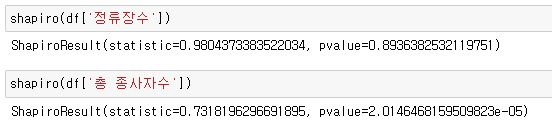 shapiro(df['정류장수'])
ShapiroResult(statistic=0.9804373383522034, pvalue=0.8936382532119751)
shapiro(df['총 종사자수'])
ShapiroResult(statistic=0.7318196296691895, pvalue=2.0146468159509823e-05)